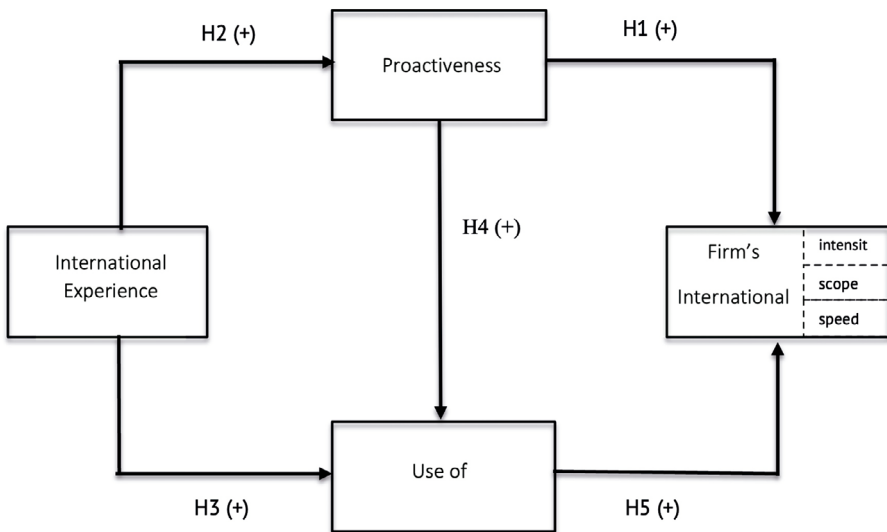 H2 (+)
H1 (+)
Proactiveness
H4 (+)
International
Experience
Firm’s
International
intensit
scope
speed
Use of
H3 (+)
H5 (+)